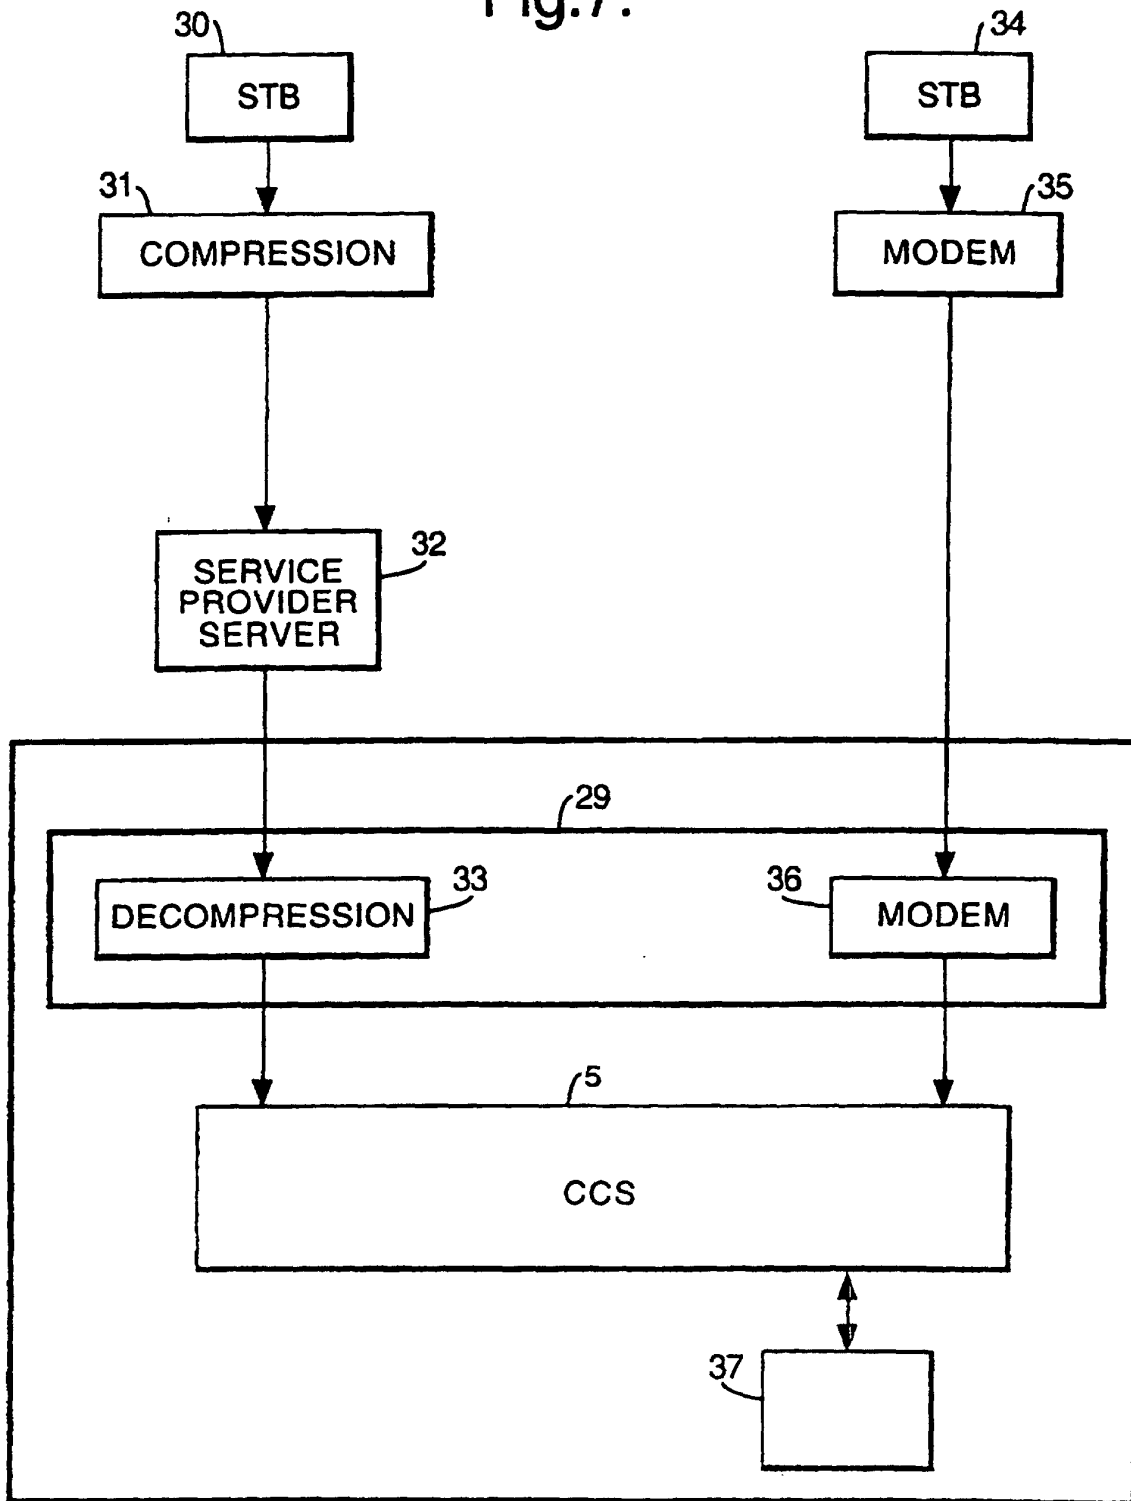 Fig.7.
30
STB
34
STB
31
COMPRESSION
35
MODEM
32
SERVICE
PROVIDER
SERVER
29
33
DECOMPRESSION
36
MODEM
5
CCS
37